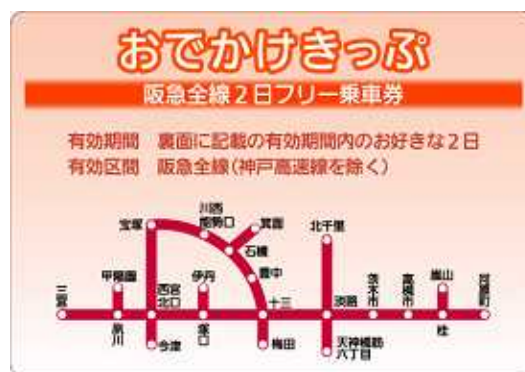 おでかけきっぷ
阪急全線2日フリー乗車券
有効期間 裏面に記載の有効期間内のお好きな2日
有効区間 阪急全線(神戸高速線を除く)
宝塚
川西
能勢口
箕面
石橋
豊中
北千里
甲陽園
西宮
北口
伊丹
三宮
十三
淡路
茨木市
高槻市
嵐山
河原町
夙川
今津
塚口
梅田
天神橋筋
六丁目
桂